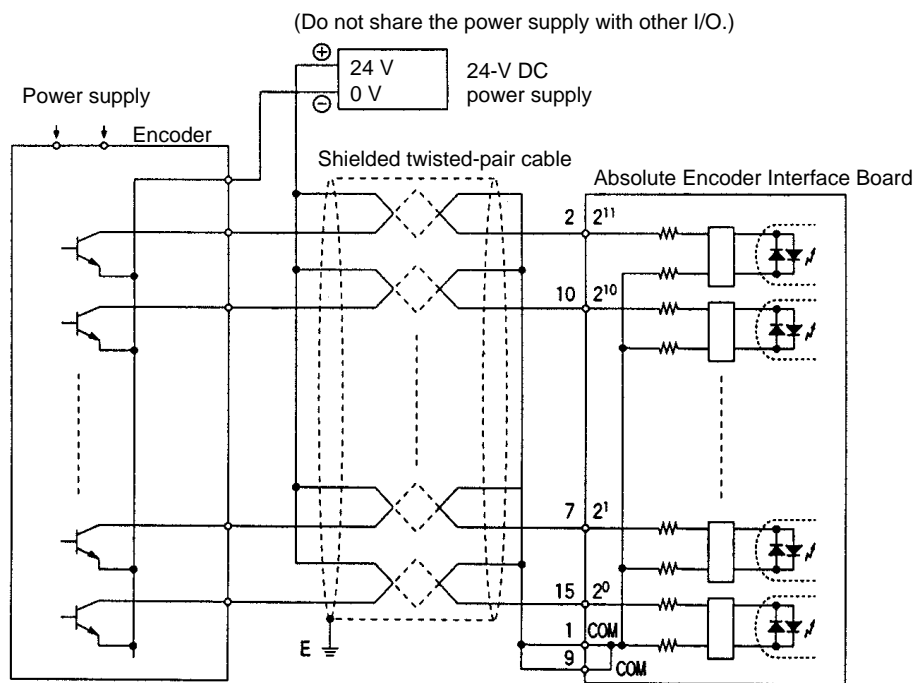 (Do not share the power supply with other I/O.)
⊕
24 V
0 V
⊖
24-V DC
power supply
Power supply
Encoder
Shielded twisted-pair cable
Absolute Encoder Interface Board
2 2¹¹
10 2¹⁰
7 2¹
15 2⁰
1 COM
9 COM
E